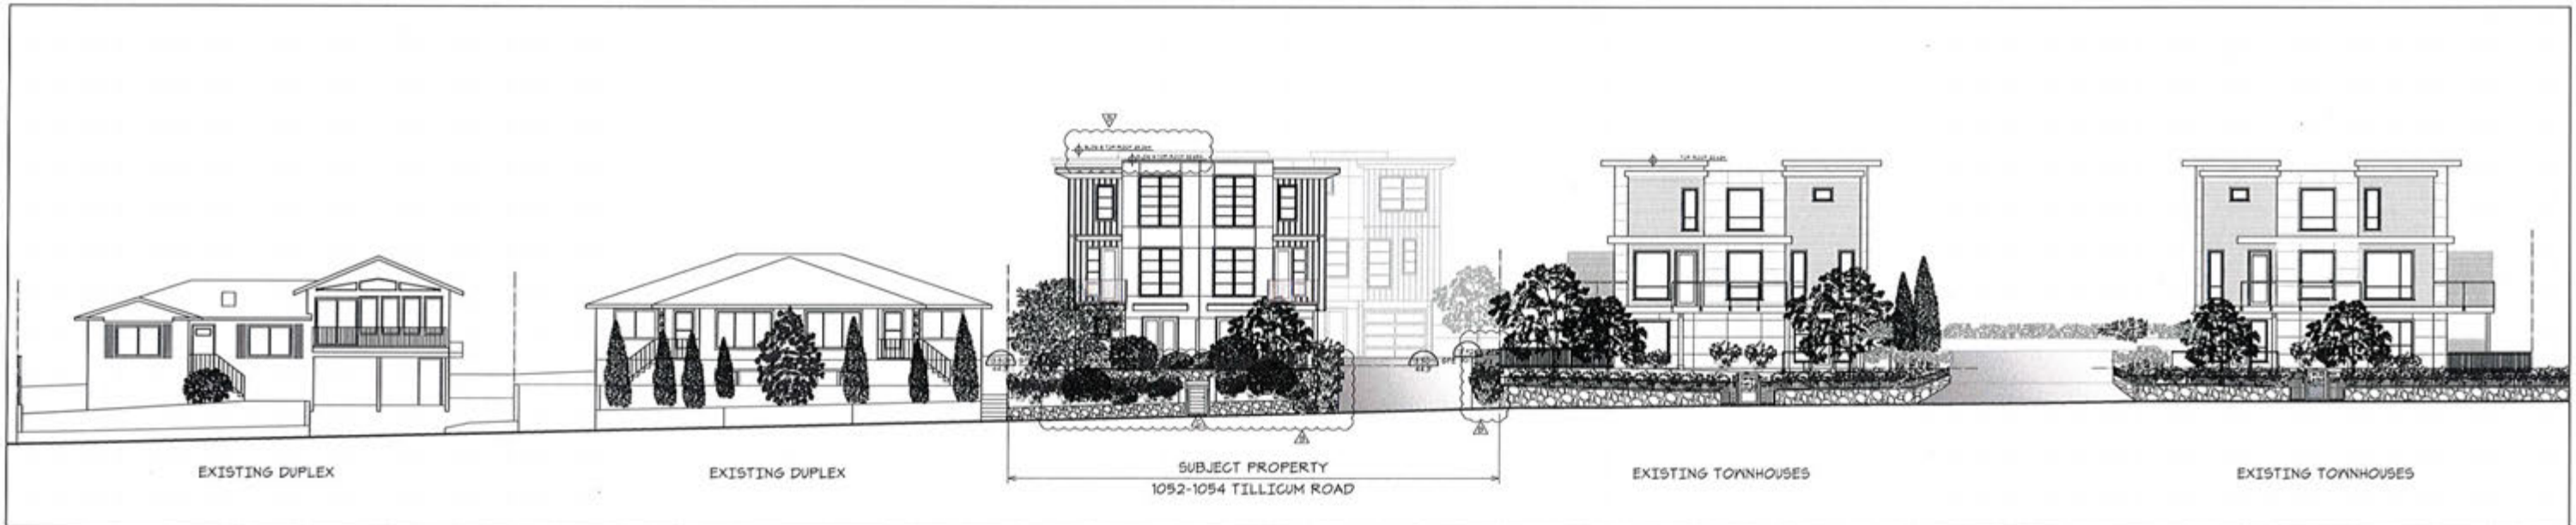 EXISTING DUPLEX
EXISTING DUPLEX
SUBJECT PROPERTY
1052-1054 TILLICUM ROAD
EXISTING TOWNHOUSES
EXISTING TOWNHOUSES